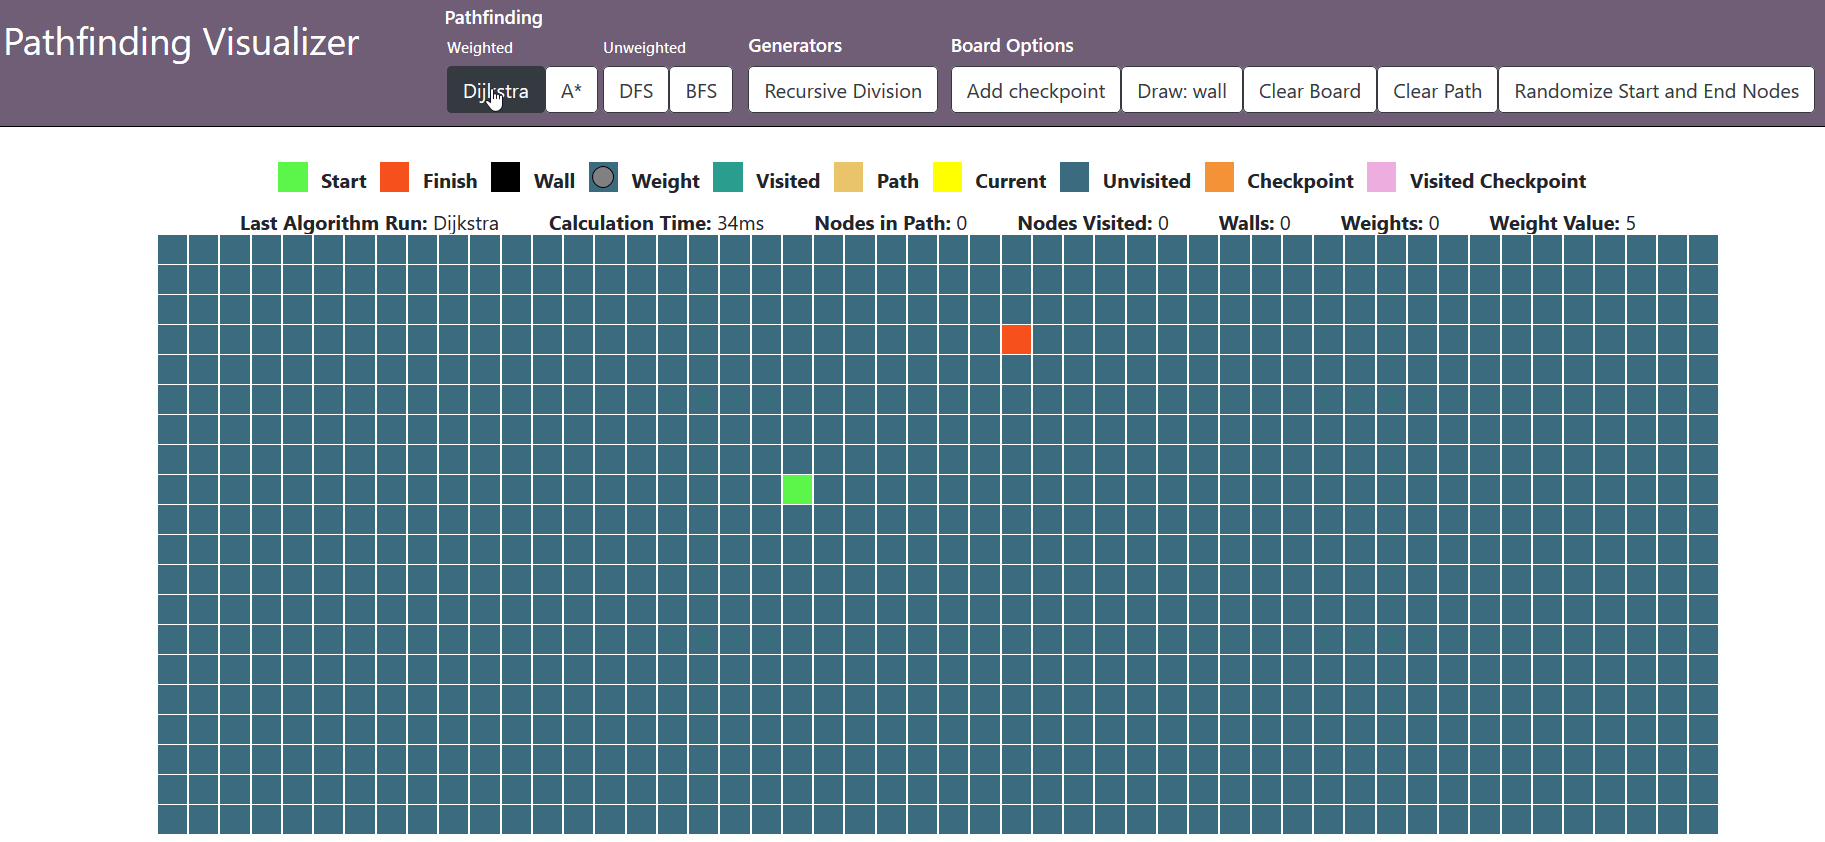 Pathfinding Visualizer
Pathfinding
Weighted
Unweighted
Generators
Board Options
Dijkstra
A*
DFS
BFS
Recursive Division
Add checkpoint
Draw: wall
Clear Board
Clear Path
Randomize Start and End Nodes
Start Finish Wall Weight Visited Path Current Unvisited Checkpoint Visited Checkpoint
Last Algorithm Run: Dijkstra Calculation Time: 34ms Nodes in Path: 0 Nodes Visited: 0 Walls: 0 Weights: 0 Weight Value: 5